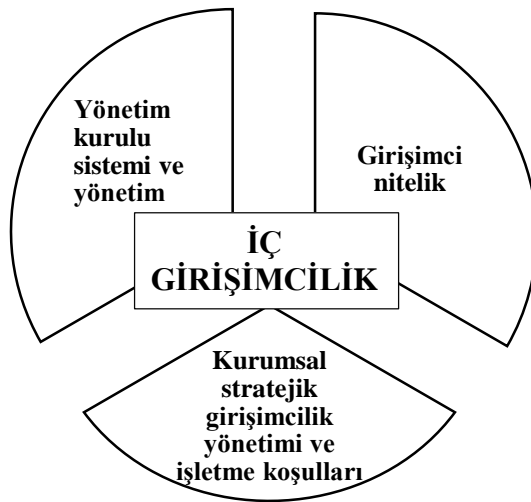 Yönetim
kurulu
sistemi ve
yönetim
Girişimci
nitelik
İÇ
GİRİŞİMCİLİK
Kurumsal
stratejik
girişimcilik
yönetimi ve
işletme koşulları